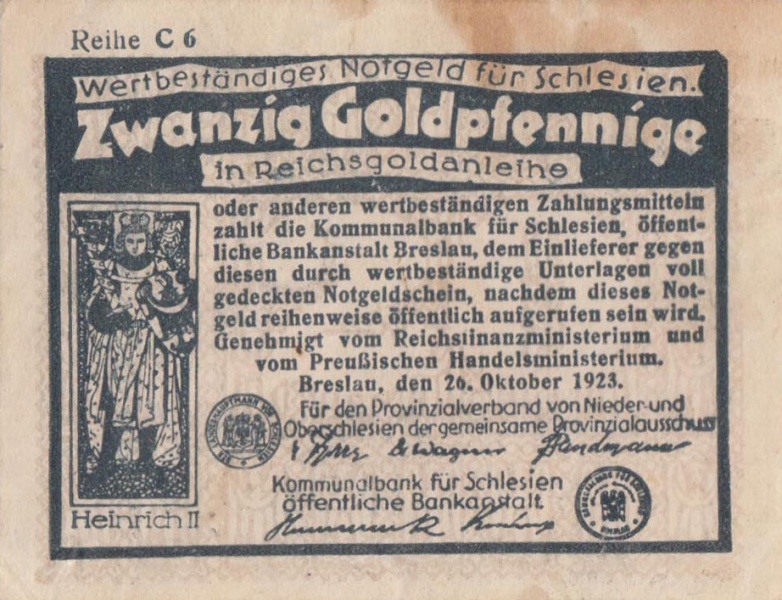 Reihe C 6
Wertbeständiges Notgeld für Schlesien.
Zwanzig Goldpfennige
in Reichsgoldanleihe
oder anderen wertbeständigen Zahlungsmitteln
zahlt die Kommunalbank für Schlesien, öffent-
liche Bankanstalt Breslau, dem Einlieferer gegen
diesen durch wertbeständige Unterlagen voll
gedeckten Notgeldschein, nachdem dieses Not-
geld reihenweise öffentlich aufgerufen sein wird.
Genehmigt vom Reichsfinanzministerium und
vom Preußischen Handelsministerium.
Breslau, den 26. Oktober 1923.
Für den Provinzialverband von Nieder-und
Oberschlesien der gemeinsame Provinzialausschuss
Kommunalbank für Schlesien
öffentliche Bankanstalt.
Heinrich II